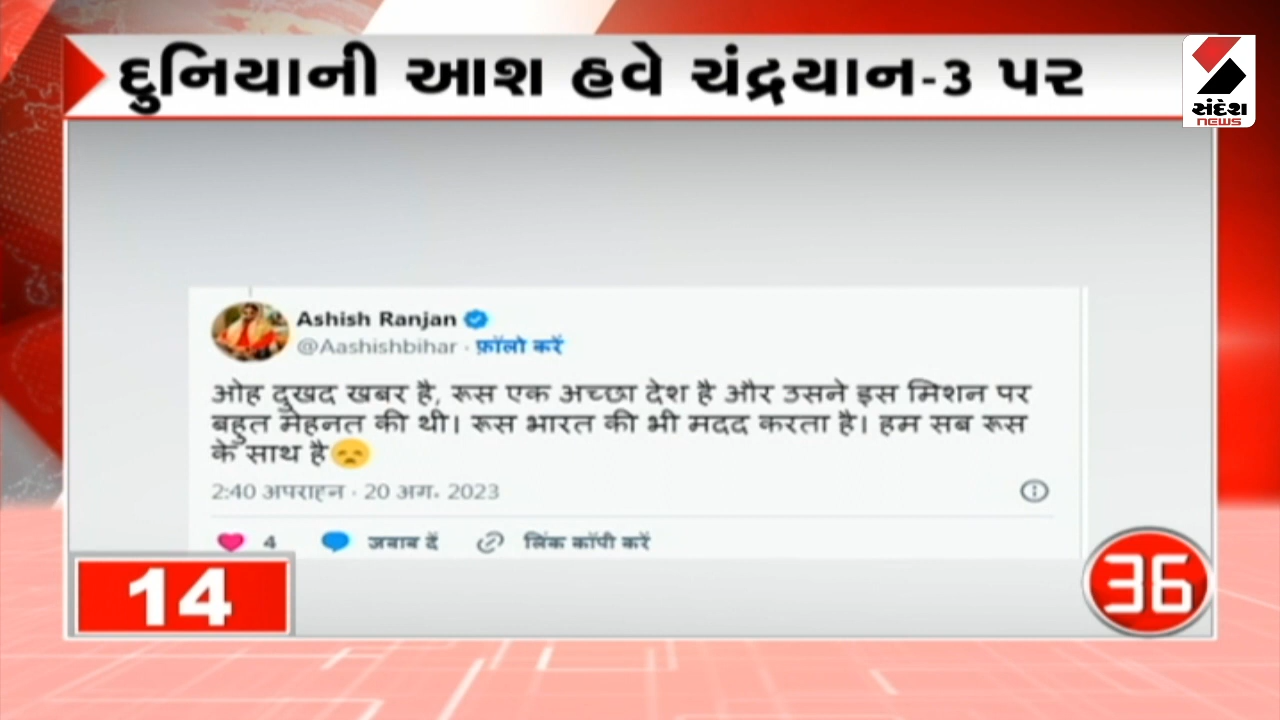 દુનિયાની આશ હવે ચંદ્રયાન-3 પર
સંદેશ
NEWS
Ashish Ranjan
@Aashishbihar · फ़ॉलो करें
ओह दुखद खबर है, रूस एक अच्छा देश है और उसने इस मिशन पर
बहुत मेहनत की थी। रूस भारत की भी मदद करता है। हम सब रूस
के साथ है😞
2:40 अपराह्न · 20 अग॰ 2023
4 जवाब दें लिंक कॉपी करें
14
36